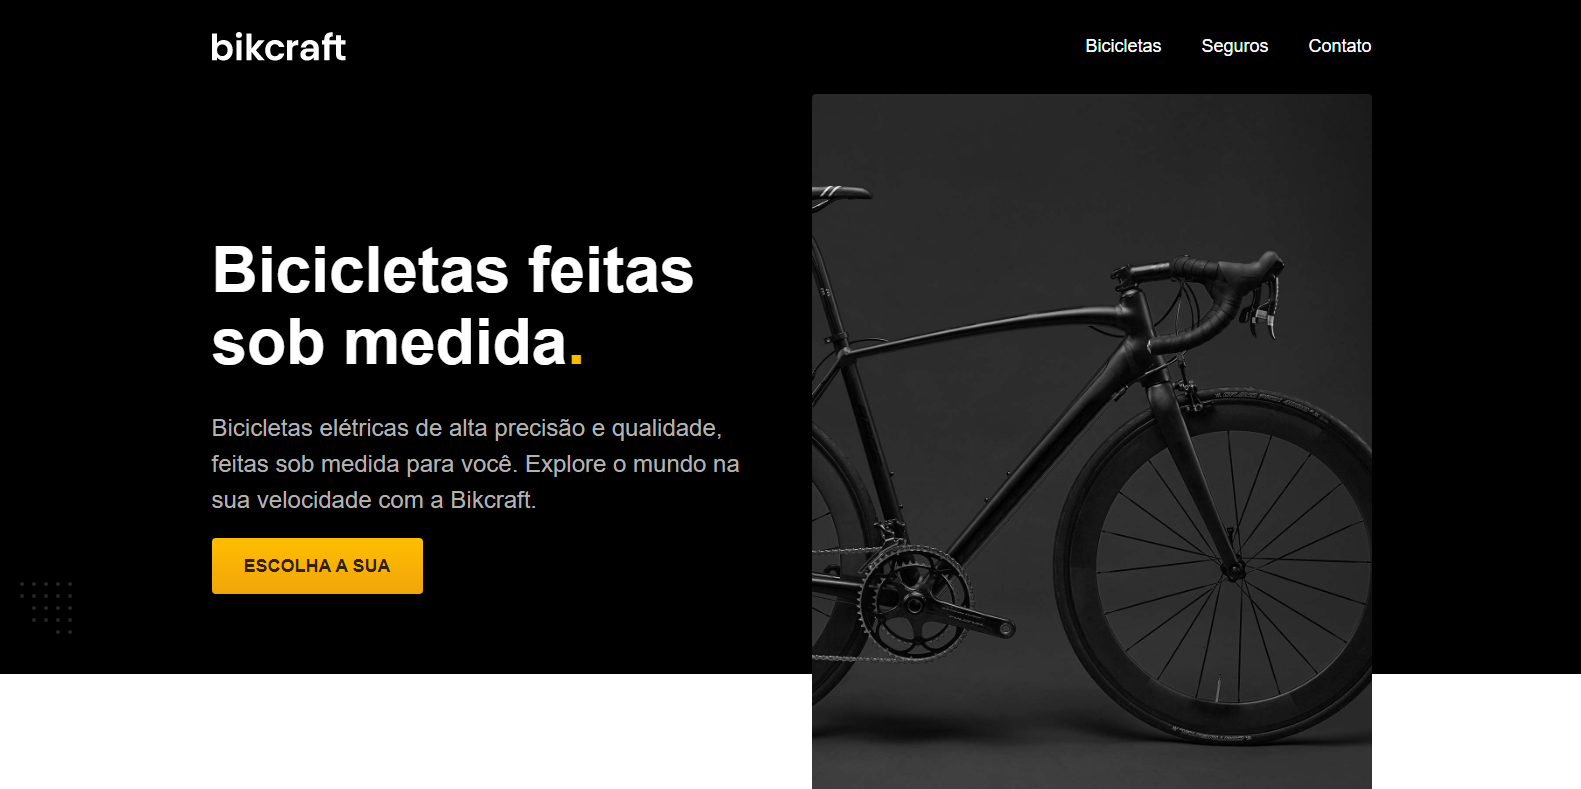 bikcraft
Bicicletas
Seguros
Contato
Bicicletas feitas
sob medida.
Bicicletas elétricas de alta precisão e qualidade,
feitas sob medida para você. Explore o mundo na
sua velocidade com a Bikcraft.
ESCOLHA A SUA